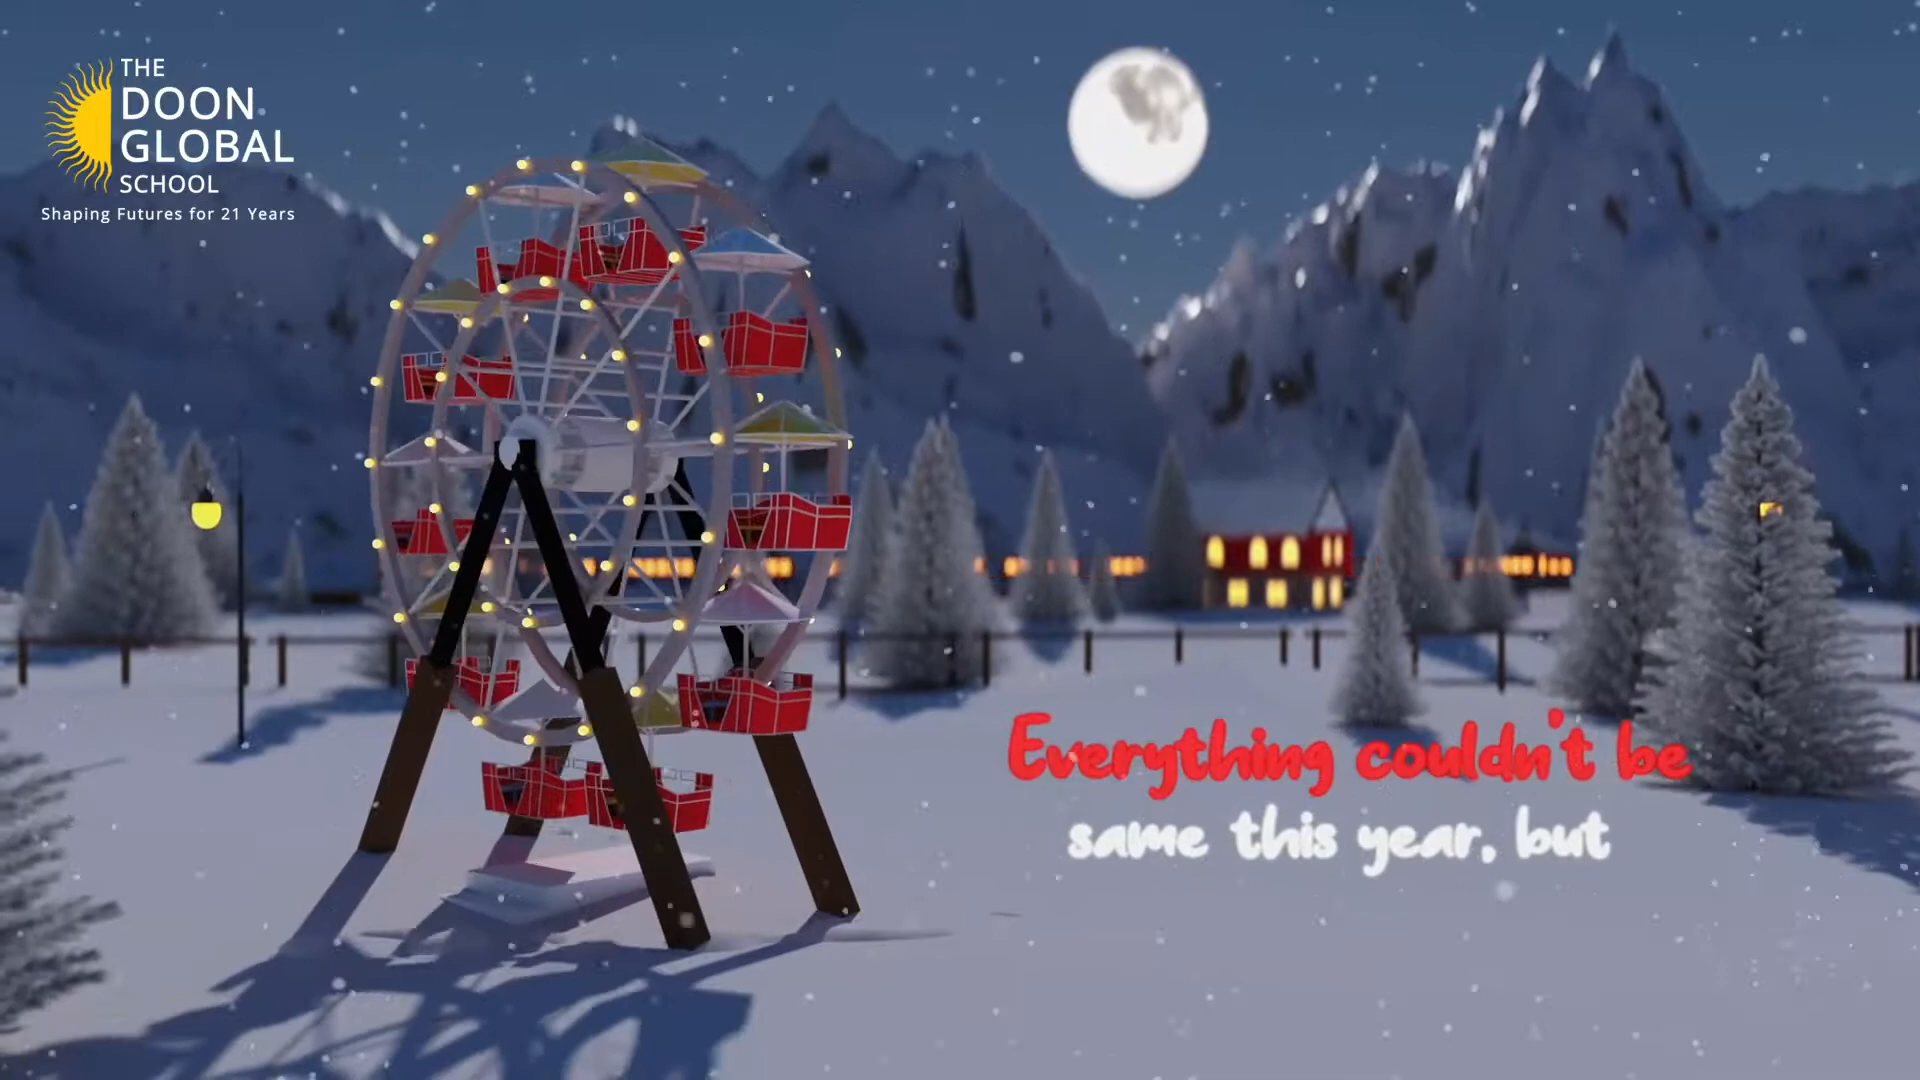 THE
DOON
GLOBAL
SCHOOL
Shaping Futures for 21 Years
Everything couldn't be
same this year, but